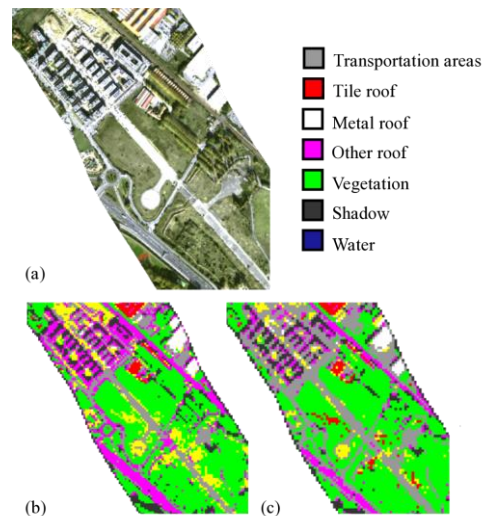 Transportation areas
Tile roof
Metal roof
Other roof
Vegetation
Shadow
Water
(a)
(b)
(c)